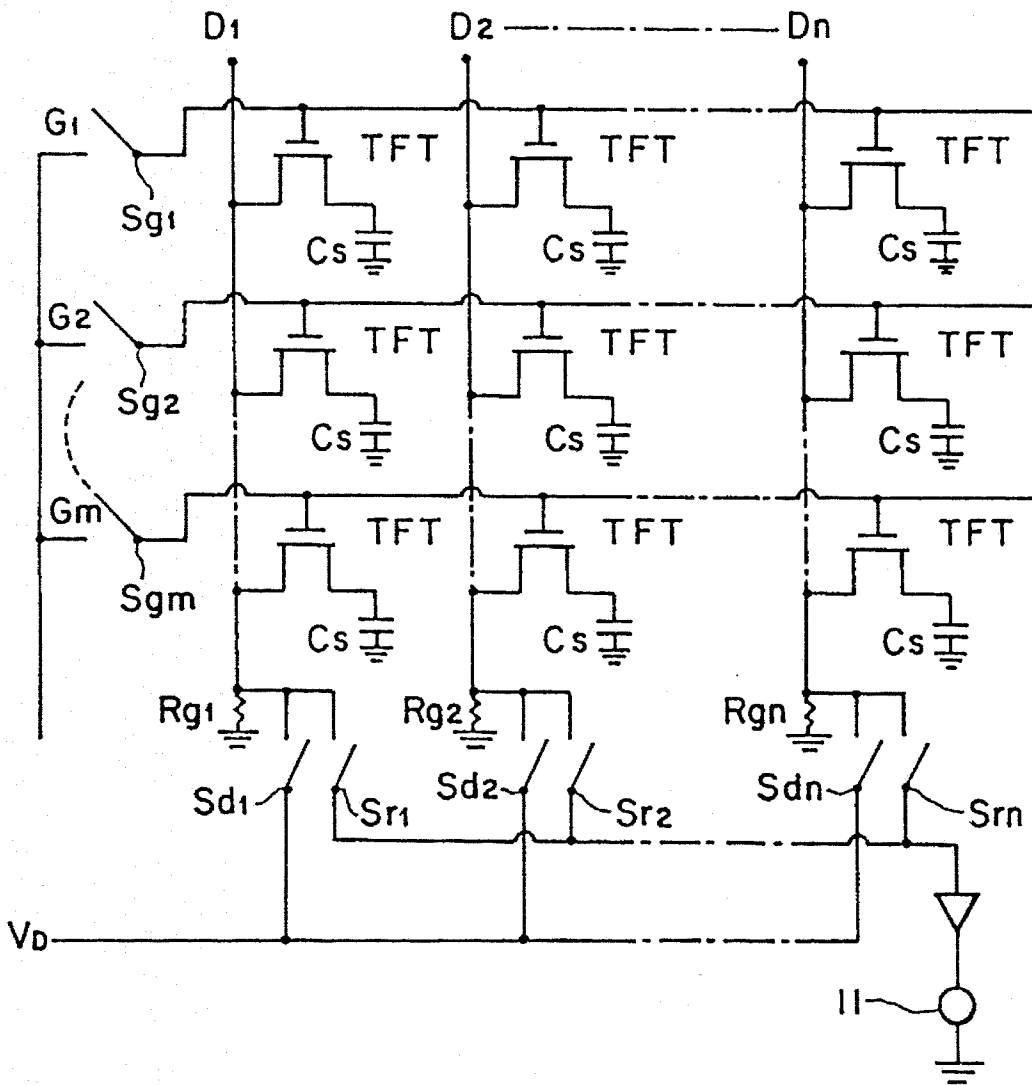 D1 D2 Dn
G1 TFT TFT TFT
Sg1
Cs Cs Cs
G2 TFT TFT TFT
Sg2
Cs Cs Cs
Gm TFT TFT TFT
Sgm
Cs Cs Cs
Rg1 Rg2 Rgn
Sd1 Sr1 Sd2 Sr2 Sdn Srn
VD
11